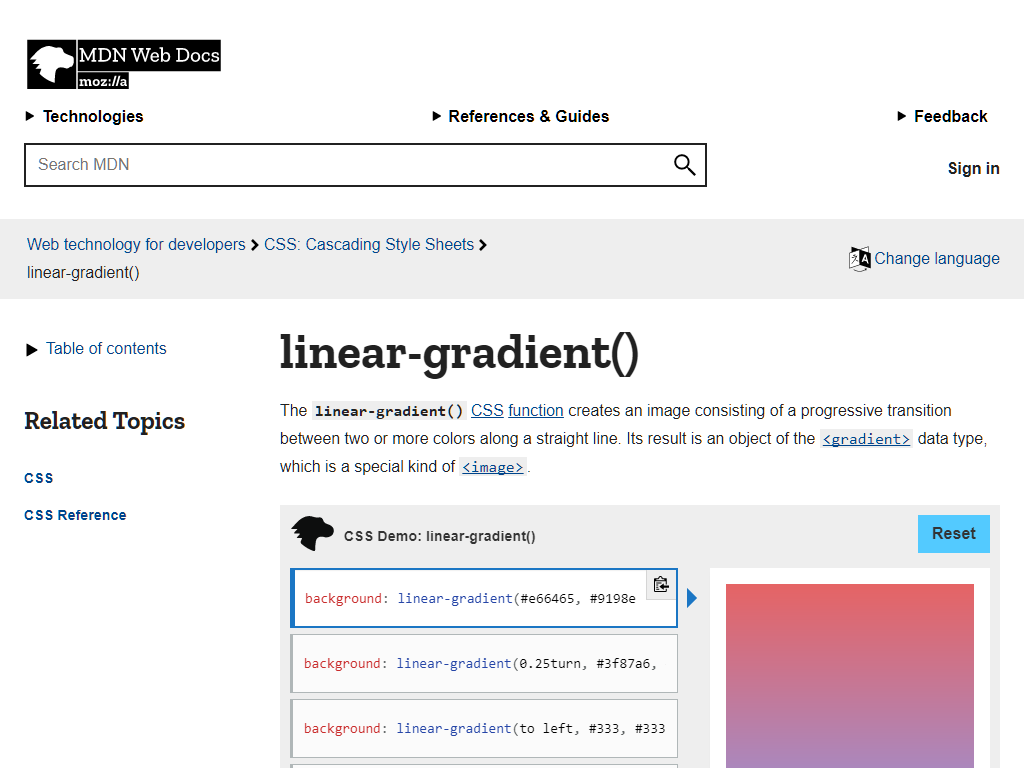 MDN Web Docs
moz://a
Technologies
References & Guides
Feedback
Search MDN
Sign in
Web technology for developers
CSS: Cascading Style Sheets
linear-gradient()
Change language
Table of contents
linear-gradient()
The linear-gradient() CSS function creates an image consisting of a progressive transition
between two or more colors along a straight line. Its result is an object of the <gradient> data type,
which is a special kind of <image>.
Related Topics
CSS
CSS Reference
CSS Demo: linear-gradient()
Reset
background: linear-gradient(#e66465, #9198e
background: linear-gradient(0.25turn, #3f87a6,
background: linear-gradient(to left, #333, #333